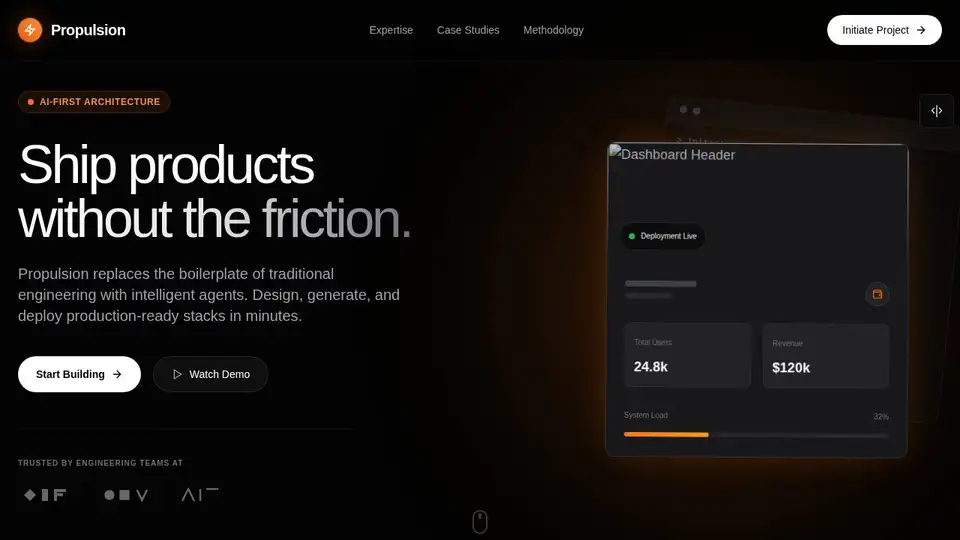 Propulsion
Expertise
Case Studies
Methodology
Initiate Project
AI-FIRST ARCHITECTURE
Ship products
without the friction.
Propulsion replaces the boilerplate of traditional
engineering with intelligent agents. Design, generate, and
deploy production-ready stacks in minutes.
Start Building
Watch Demo
TRUSTED BY ENGINEERING TEAMS AT
Dashboard Header
Deployment Live
Total Users
24.8k
Revenue
$120k
System Load
32%